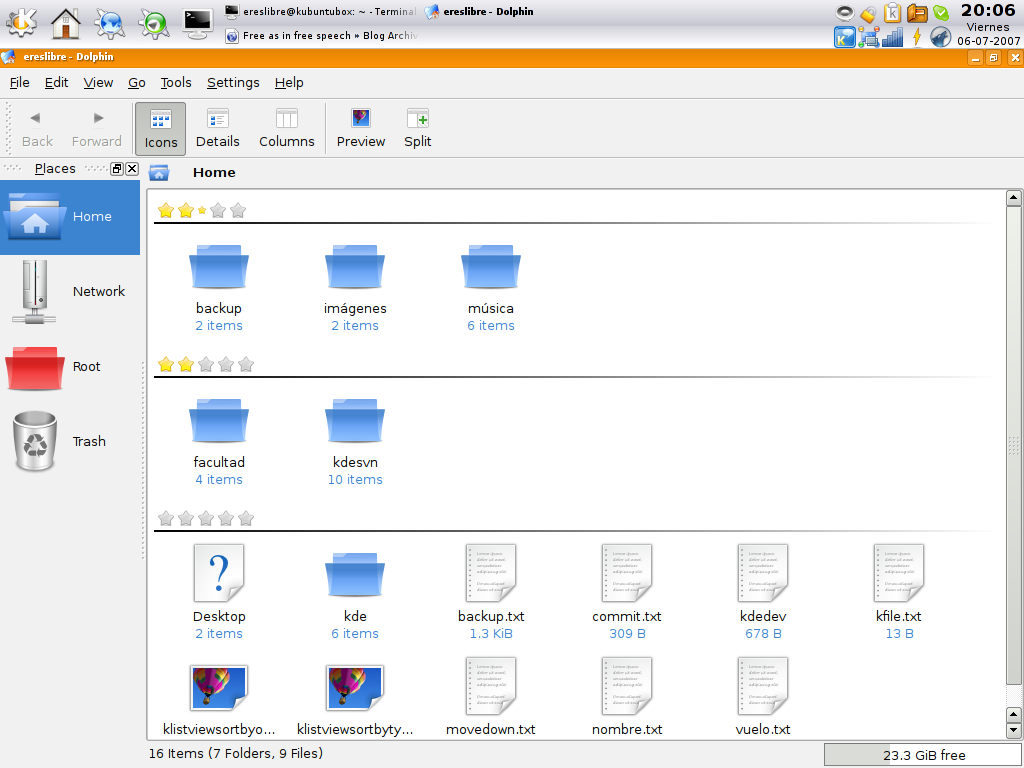 ereslibre@kubuntubox: ~ - Terminal
ereslibre - Dolphin
Free as in free speech » Blog Archiv
20:06
Viernes
06-07-2007
ereslibre - Dolphin
File Edit View Go Tools Settings Help
Back Forward Icons Details Columns Preview Split
Places
Home
Home
Network
Root
Trash
backup imágenes música
2 items 2 items 6 items
facultad kdesvn
4 items 10 items
Desktop kde backup.txt commit.txt kdedev kfile.txt
2 items 6 items 1.3 KiB 309 B 678 B 13 B
klistviewsortbyo... klistviewsortbyty... movedown.txt nombre.txt vuelo.txt
16 Items (7 Folders, 9 Files)
23.3 GiB free